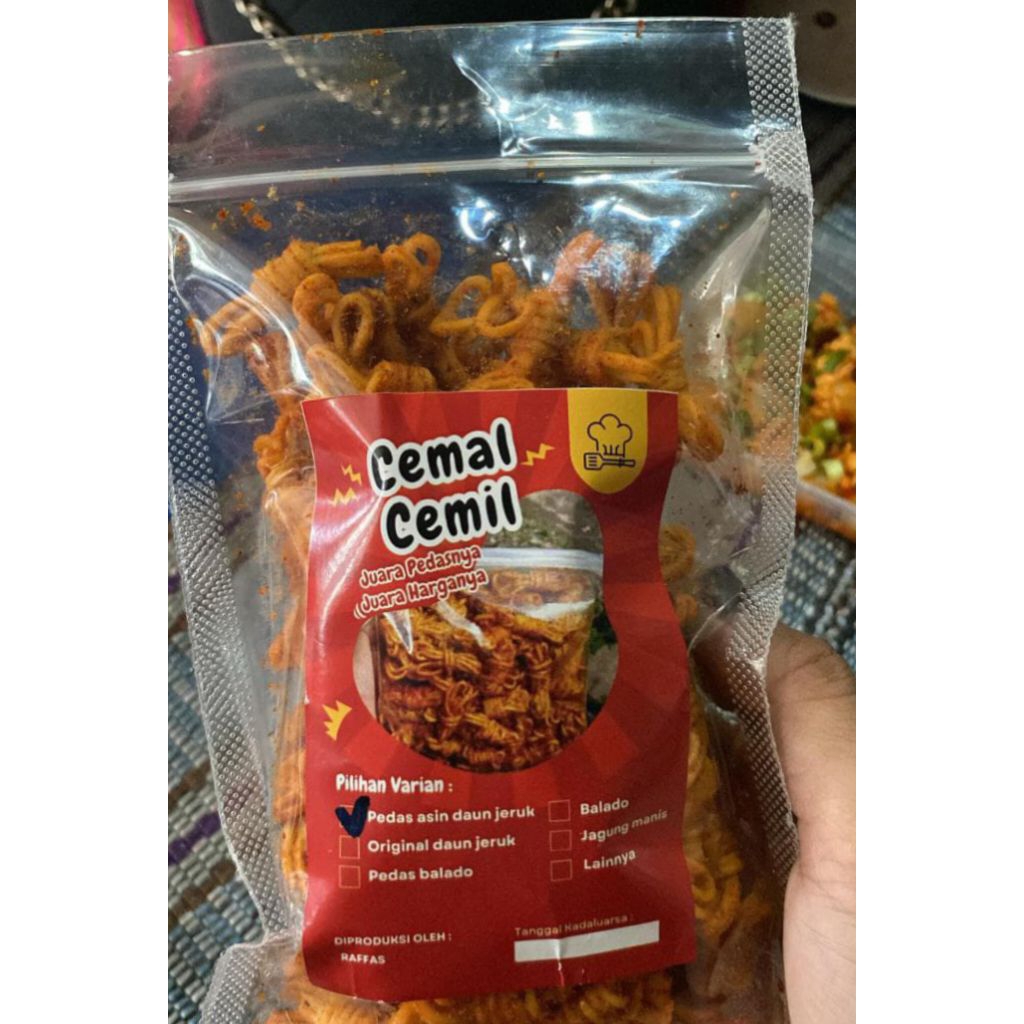 Cemal
Cemil
Juara Pedasnya
Juara Harganya
Pilihan Varian :
Pedas asin daun jeruk
Original daun jeruk
Pedas balado
Balado
Jagung manis
Lainnya
DIPRODUKSI OLEH :
RAFFAS
Tanggal Kadaluarsa :